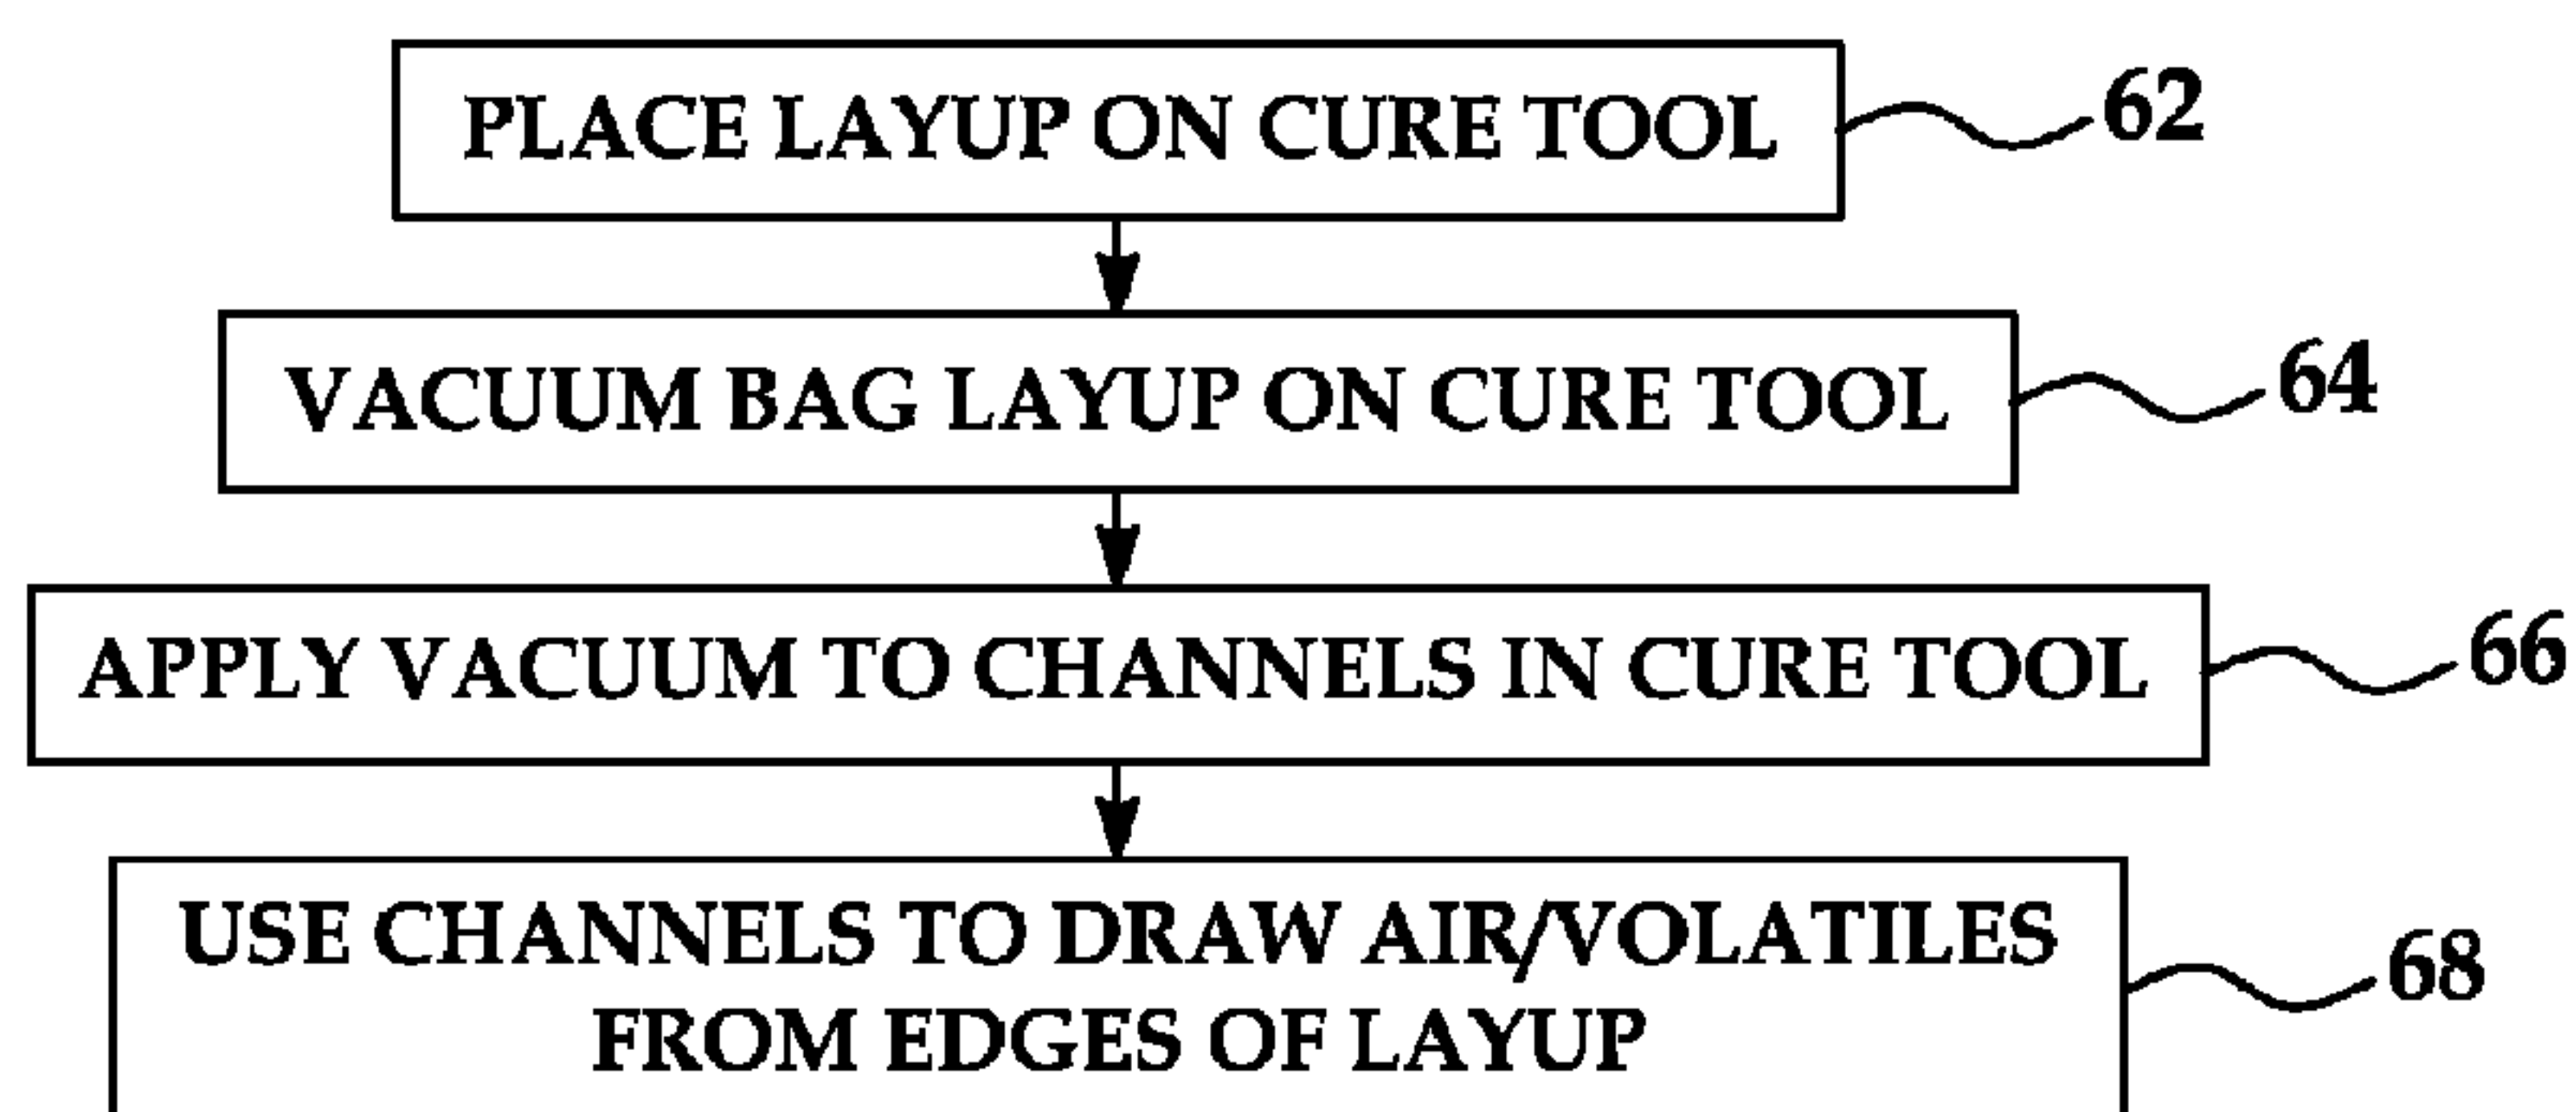 PLACE LAYUP ON CURE TOOL 62
VACUUM BAG LAYUP ON CURE TOOL 64
APPLY VACUUM TO CHANNELS IN CURE TOOL 66
USE CHANNELS TO DRAW AIR/VOLATILES
FROM EDGES OF LAYUP
68